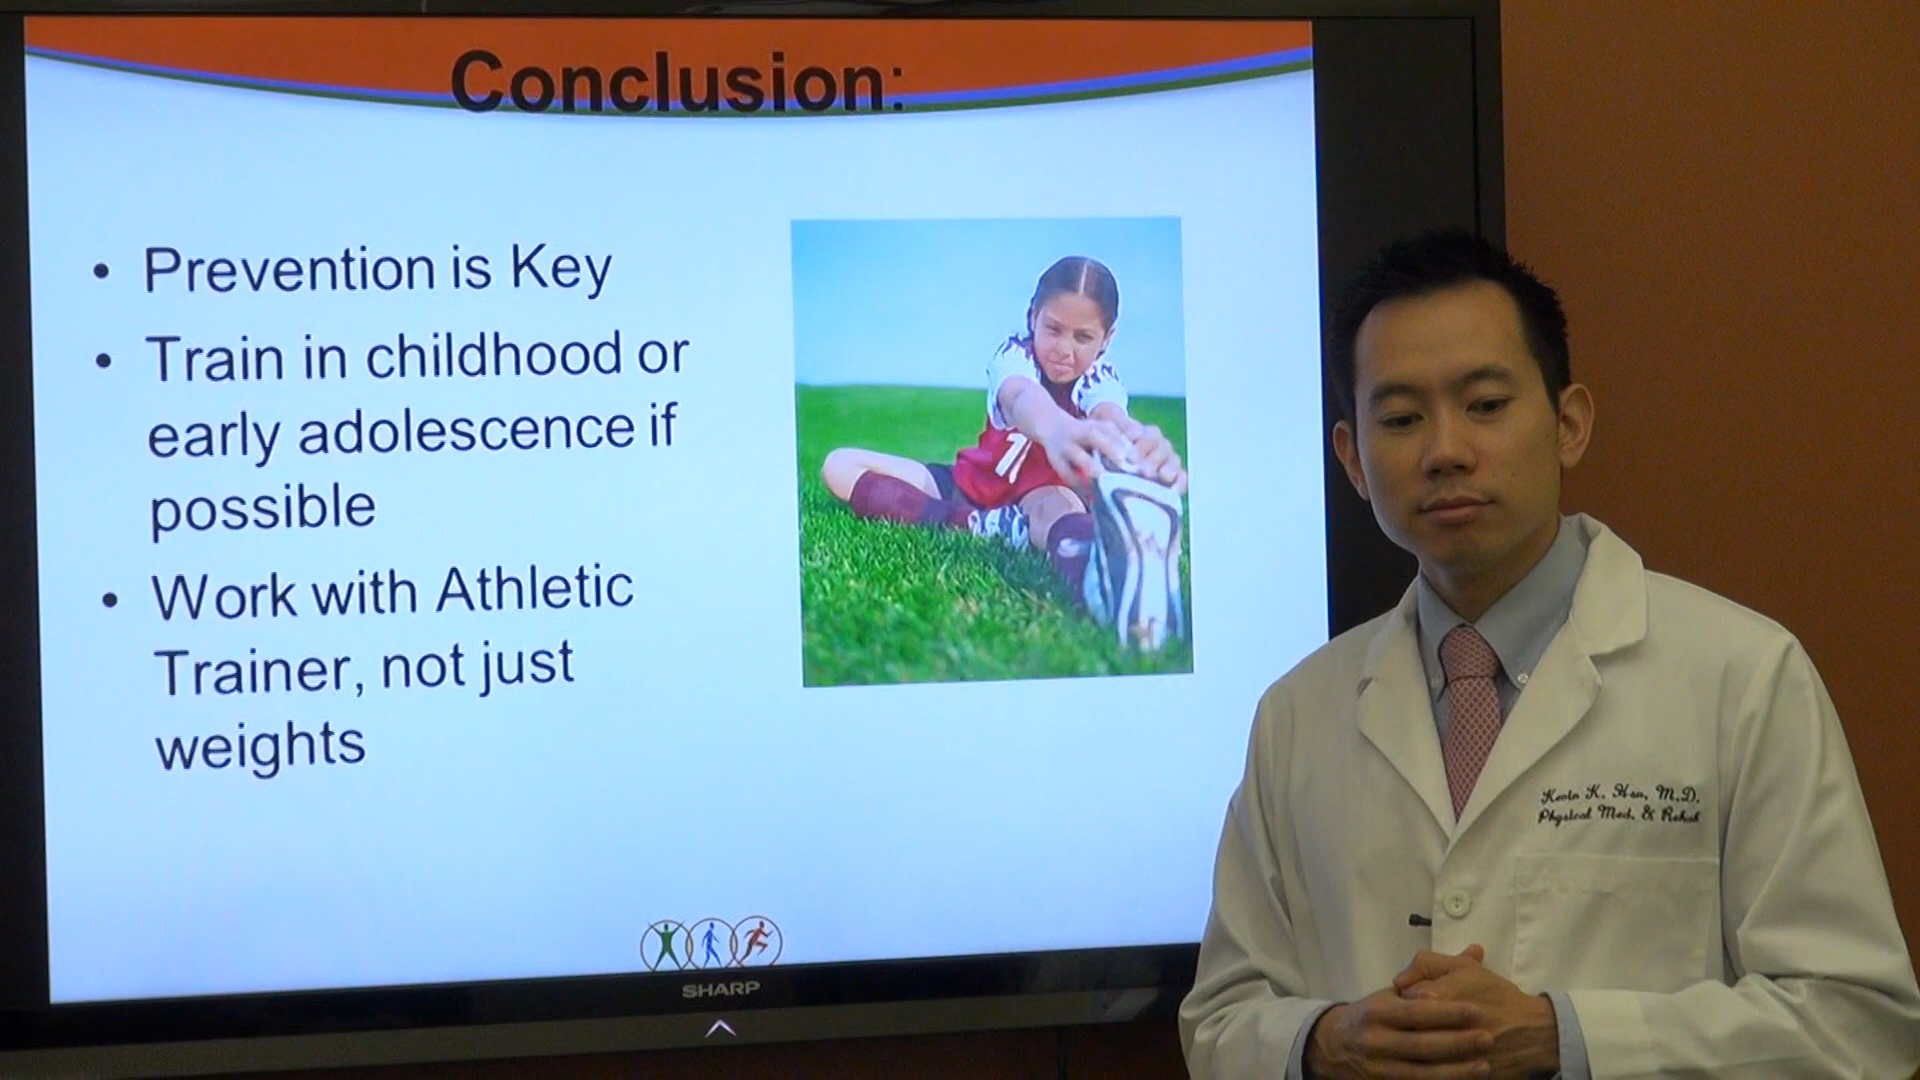 Conclusion:
• Prevention is Key
• Train in childhood or
early adolescence if
possible
• Work with Athletic
Trainer, not just
weights
SHARP
Kevin K. Hsu, M.D.
Physical Med. & Rehab